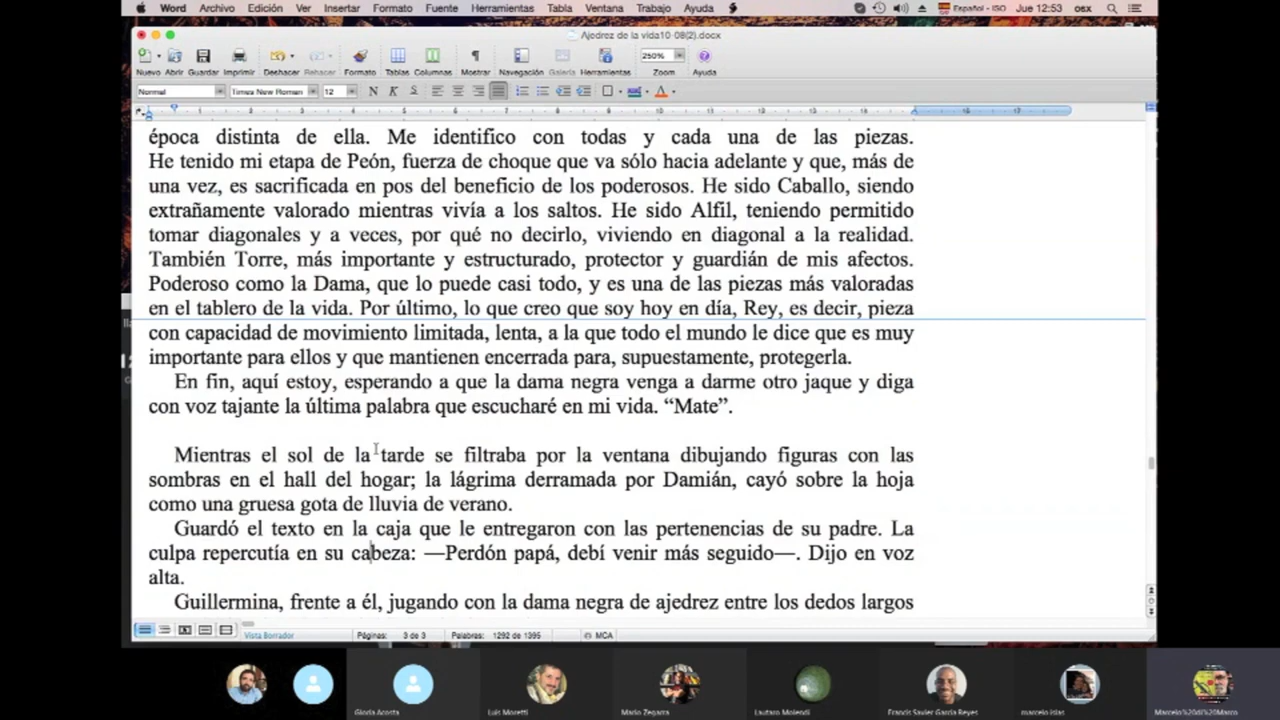 Word Archivo Edición Ver Insertar Formato Fuente Herramientas Tabla Ventana Trabajo Ayuda Español - ISO Jue 12:53 osx
Ajedrez de la vida10-08(2).docx
250%
Nuevo Abrir Guardar Imprimir Deshacer Rehacer Formato Tablas Columnas Mostrar Navegación Galería Herramientas Zoom Ayuda
Normal Times New Roman 12 N K S
época distinta de ella. Me identifico con todas y cada una de las piezas.
He tenido mi etapa de Peón, fuerza de choque que va sólo hacia adelante y que, más de
una vez, es sacrificada en pos del beneficio de los poderosos. He sido Caballo, siendo
extrañamente valorado mientras vivía a los saltos. He sido Alfil, teniendo permitido
tomar diagonales y a veces, por qué no decirlo, viviendo en diagonal a la realidad.
También Torre, más importante y estructurado, protector y guardián de mis afectos.
Poderoso como la Dama, que lo puede casi todo, y es una de las piezas más valoradas
en el tablero de la vida. Por último, lo que creo que soy hoy en día, Rey, es decir, pieza
con capacidad de movimiento limitada, lenta, a la que todo el mundo le dice que es muy
importante para ellos y que mantienen encerrada para, supuestamente, protegerla.
En fin, aquí estoy, esperando a que la dama negra venga a darme otro jaque y diga
con voz tajante la última palabra que escucharé en mi vida. “Mate”.
Mientras el sol de la tarde se filtraba por la ventana dibujando figuras con las
sombras en el hall del hogar; la lágrima derramada por Damián, cayó sobre la hoja
como una gruesa gota de lluvia de verano.
Guardó el texto en la caja que le entregaron con las pertenencias de su padre. La
culpa repercutía en su cabeza: —Perdón papá, debí venir más seguido—. Dijo en voz
alta.
Guillermina, frente a él, jugando con la dama negra de ajedrez entre los dedos largos
Vista Borrador Páginas: 3 de 3 Palabras: 1292 de 1395 MCA
Gloria Acosta Luis Moretti Mario Zegarra Lautaro Molendi Francis Savier Garcia Reyes marcelo islas Marcelo%20di%20Marco